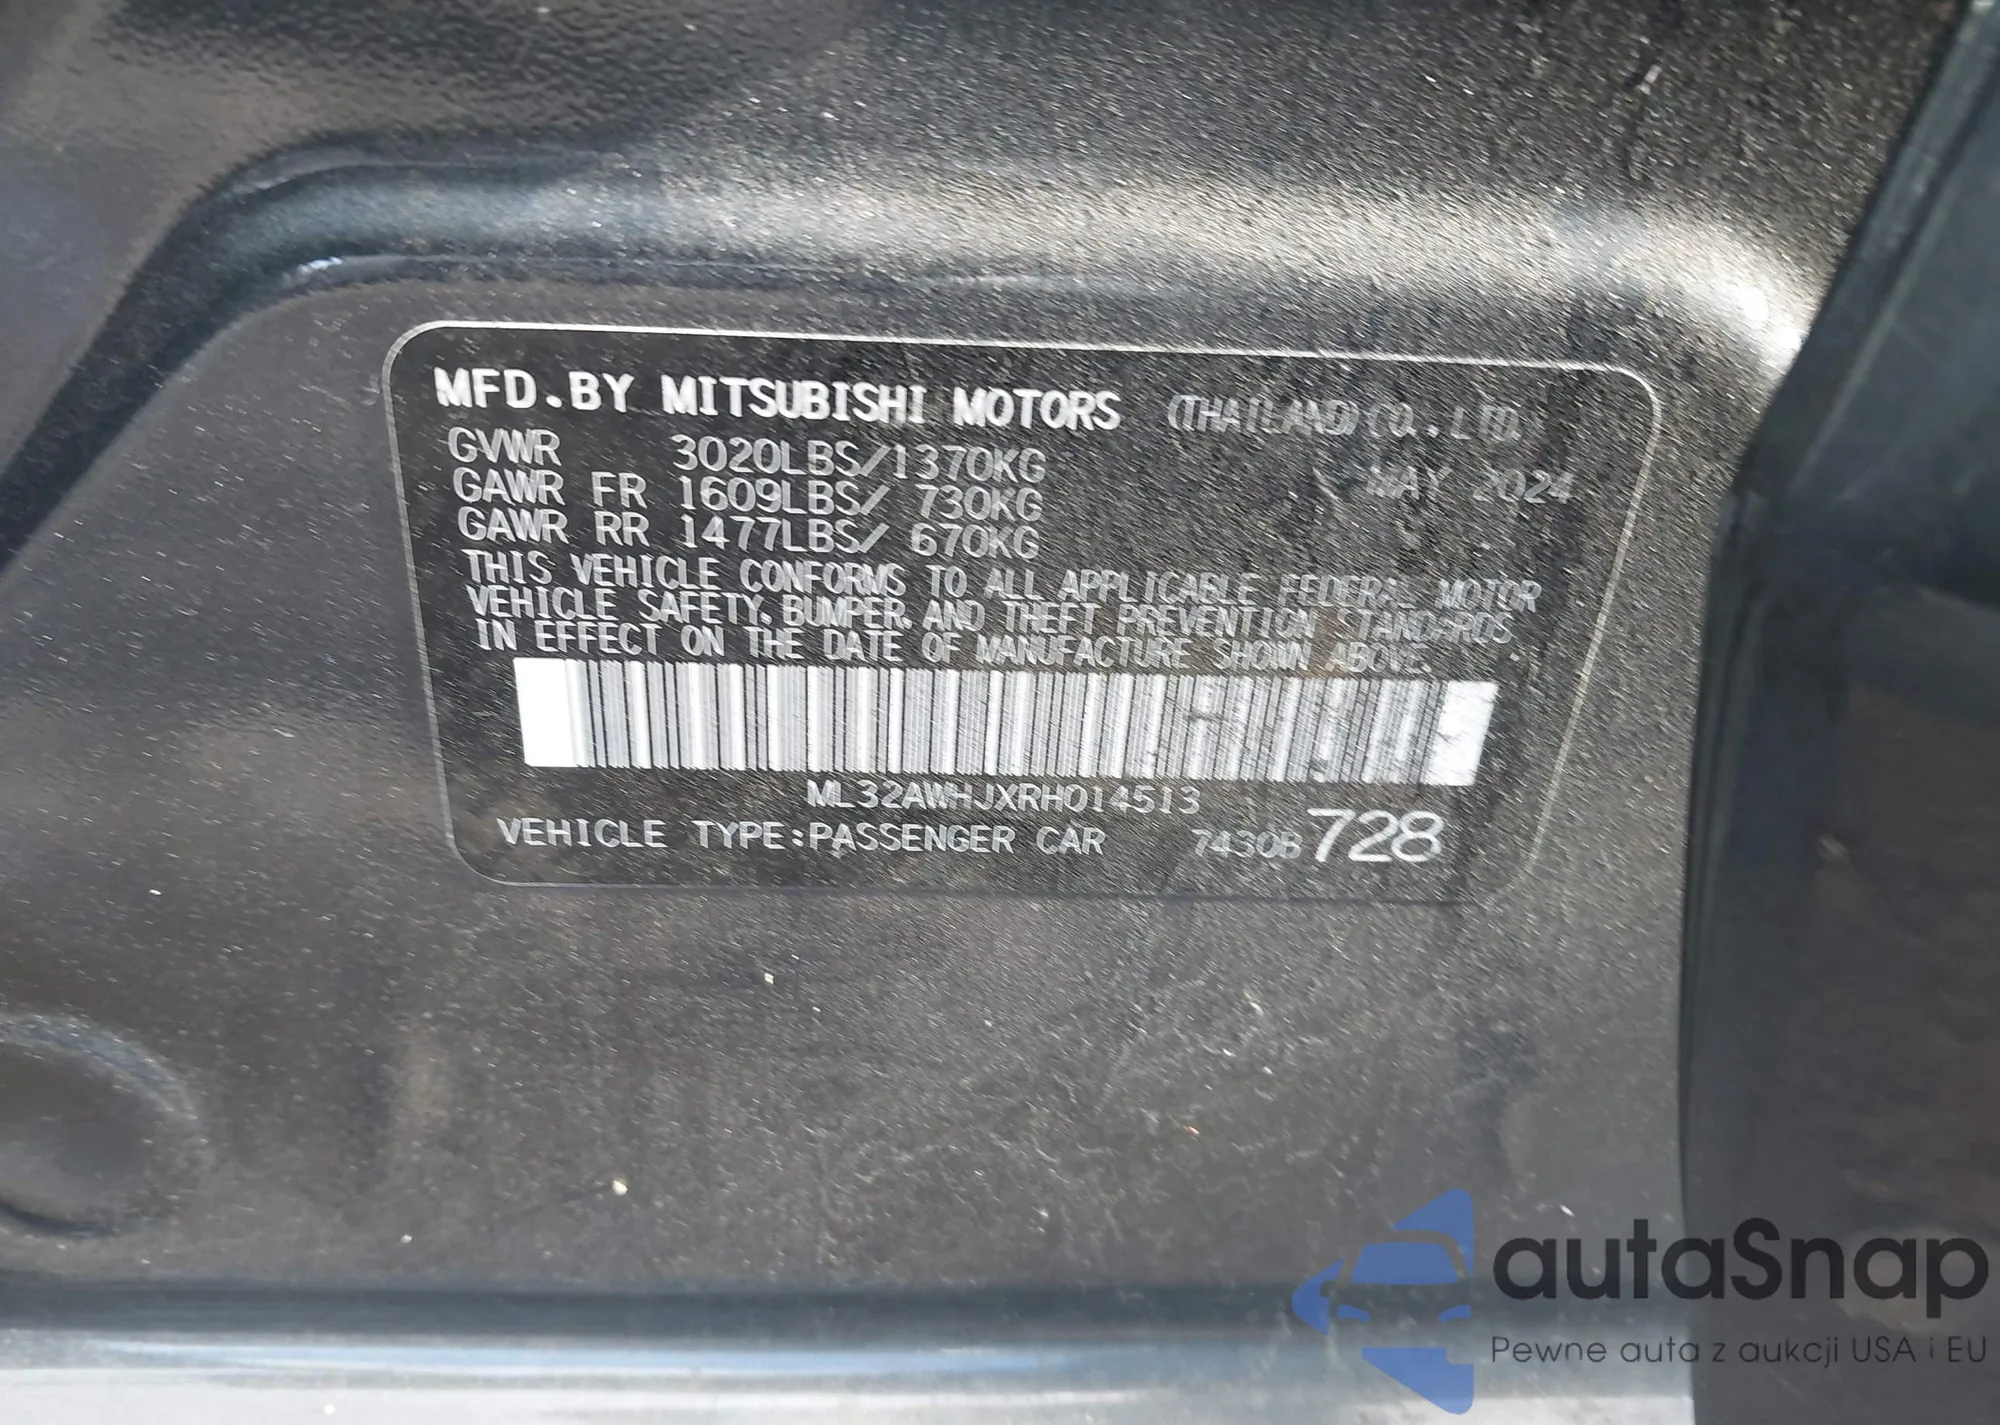 MFD.BY MITSUBISHI MOTORS (THAILAND)CO.,LTD.
GVWR 3020LBS/1370KG MAY 2024
GAWR FR 1609LBS/ 730KG
GAWR RR 1477LBS/ 670KG
THIS VEHICLE CONFORMS TO ALL APPLICABLE FEDERAL MOTOR
VEHICLE SAFETY, BUMPER, AND THEFT PREVENTION STANDARDS
IN EFFECT ON THE DATE OF MANUFACTURE SHOWN ABOVE.
ML32AWHJXRH014513
VEHICLE TYPE:PASSENGER CAR 7430B 728
autaSnap
Pewne auta z aukcji USA i EU